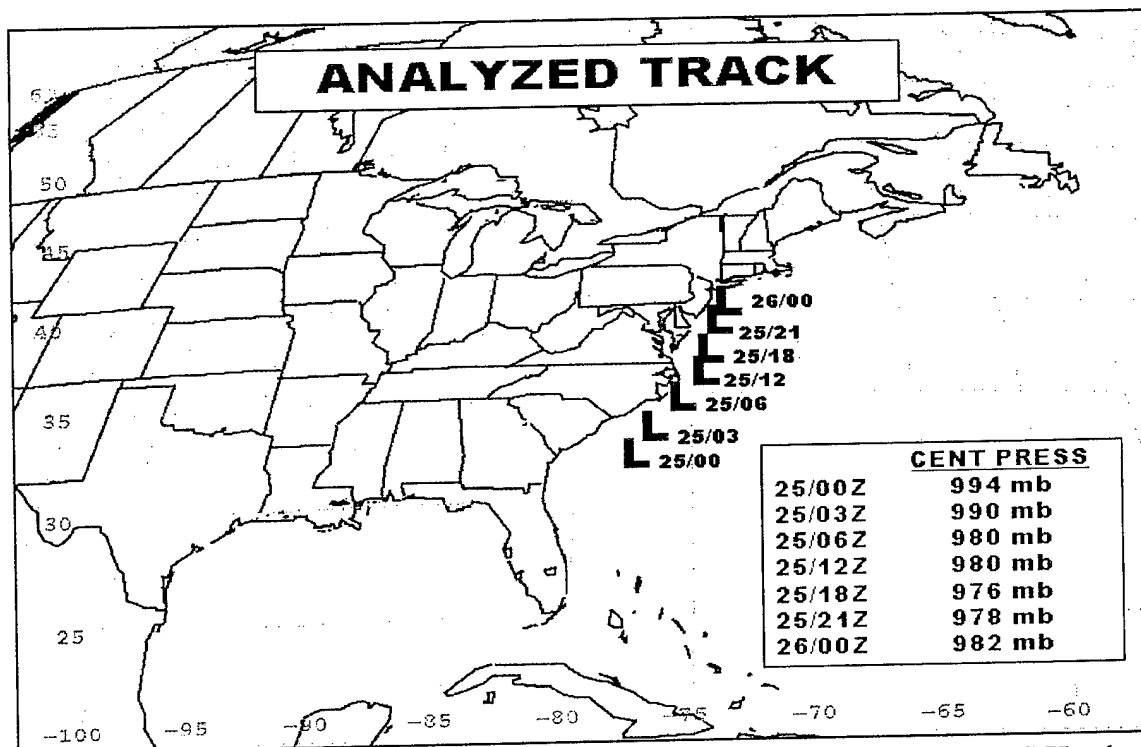 ANALYZED TRACK
50
45
40
35
30
25
26/00
25/21
25/18
25/12
25/06
25/03
25/00
CENT PRESS
25/00Z 994 mb
25/03Z 990 mb
25/06Z 980 mb
25/12Z 980 mb
25/18Z 976 mb
25/21Z 978 mb
26/00Z 982 mb
-100 -95 -90 -85 -80 -75 -70 -65 -60